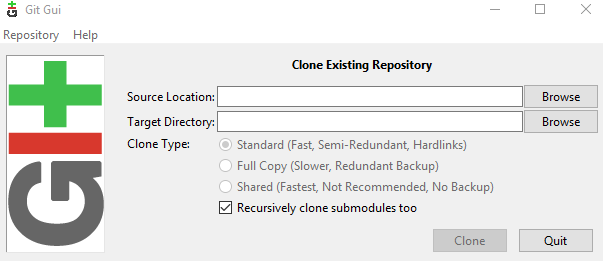 Git Gui
Repository Help
Clone Existing Repository
Source Location: Browse
Target Directory: Browse
Clone Type: Standard (Fast, Semi-Redundant, Hardlinks)
Full Copy (Slower, Redundant Backup)
Shared (Fastest, Not Recommended, No Backup)
Recursively clone submodules too
Clone Quit